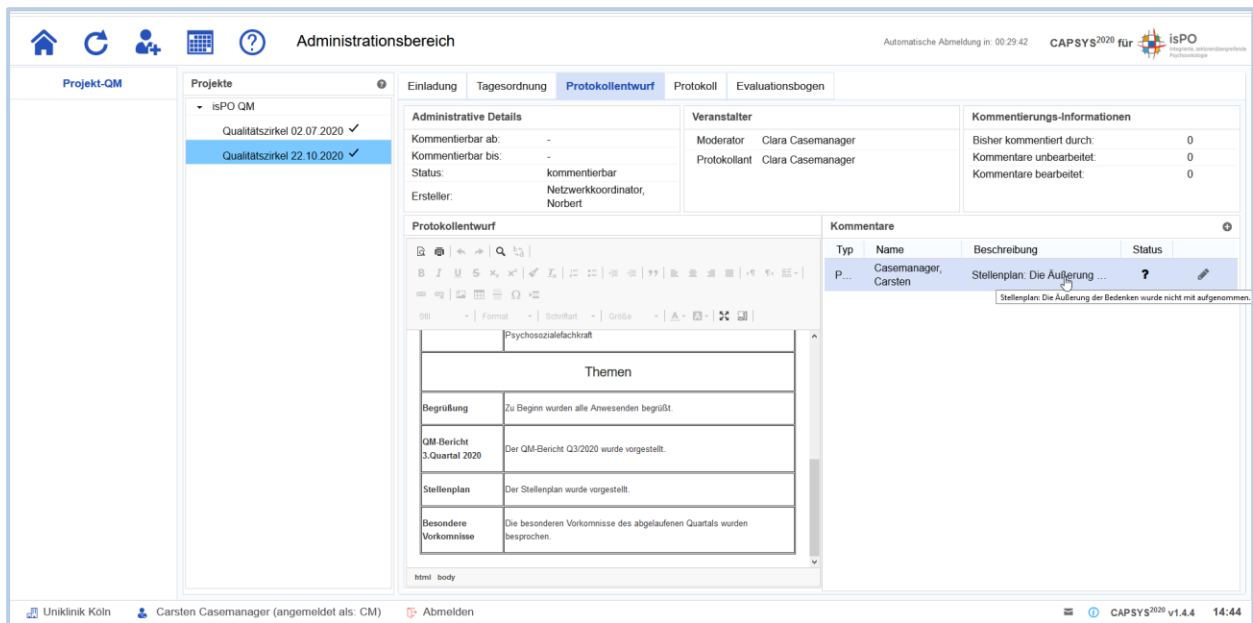 Administrationsbereich
Automatische Abmeldung in: 00:29:42
CAPSYS2020 für
isPO
Projekt-QM
Projekte
isPO QM
Qualitätszirkel 02.07.2020
Qualitätszirkel 22.10.2020
Einladung Tagesordnung Protokollentwurf Protokoll Evaluationsbogen
Administrative Details
Kommentierbar ab: -
Kommentierbar bis: -
Status: kommentierbar
Ersteller: Netzwerkkoordinator,
Norbert
Veranstalter
Moderator Clara Casemanager
Protokollant Clara Casemanager
Kommentierungs-Informationen
Bisher kommentiert durch: 0
Kommentare unbearbeitet: 0
Kommentare bearbeitet: 0
Protokollentwurf
Stil Format Schriftart Größe
Psychosozialefachkraft
Themen
Begrüßung Zu Beginn wurden alle Anwesenden begrüßt.
QM-Bericht
3.Quartal 2020 Der QM-Bericht Q3/2020 wurde vorgestellt.
Stellenplan Der Stellenplan wurde vorgestellt.
Besondere Die besonderen Vorkomnisse des abgelaufenen Quartals wurden
Vorkomnisse besprochen.
html body
Kommentare
Typ Name Beschreibung Status
P... Casemanager,
Carsten Stellenplan: Die Äußerung ... ?
Stellenplan: Die Äußerung der Bedenken wurde nicht mit aufgenommen.
Uniklinik Köln Carsten Casemanager (angemeldet als: CM) Abmelden
CAPSYS2020 v1.4.4 14:44